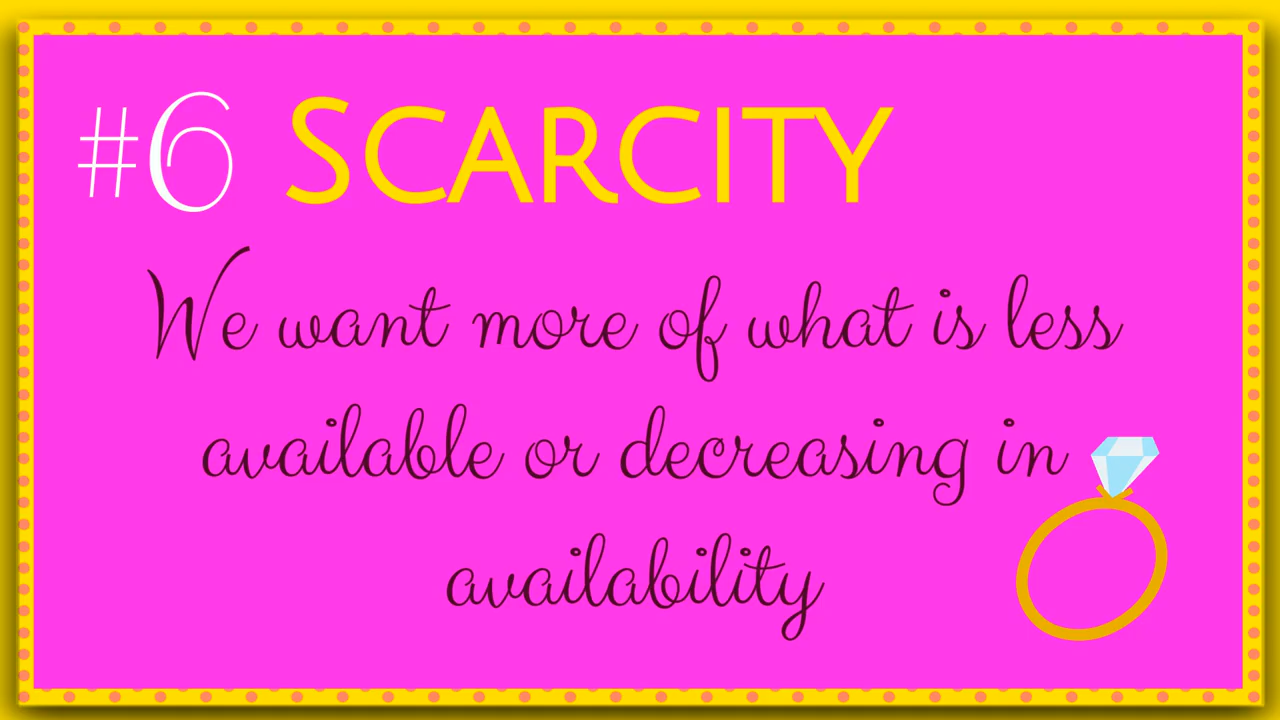 #6 SCARCITY
We want more of what is less
available or decreasing in
availability